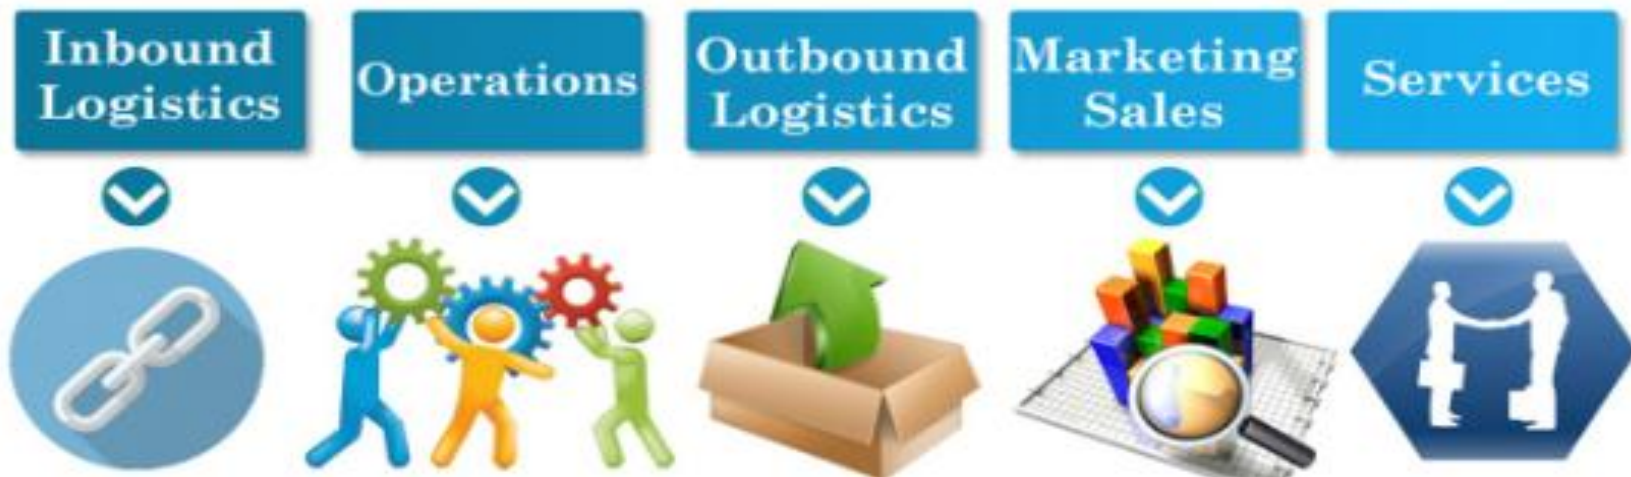 Inbound
Logistics
Operations
Outbound
Logistics
Marketing
Sales
Services